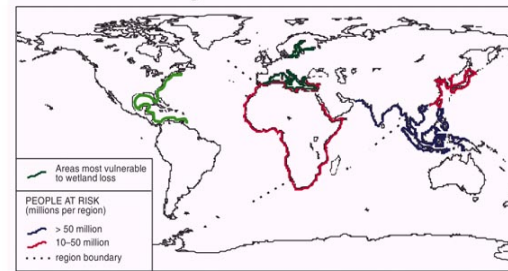 Areas most vulnerable
to wetland loss
PEOPLE AT RISK
(millions per region)
> 50 million
10–50 million
region boundary